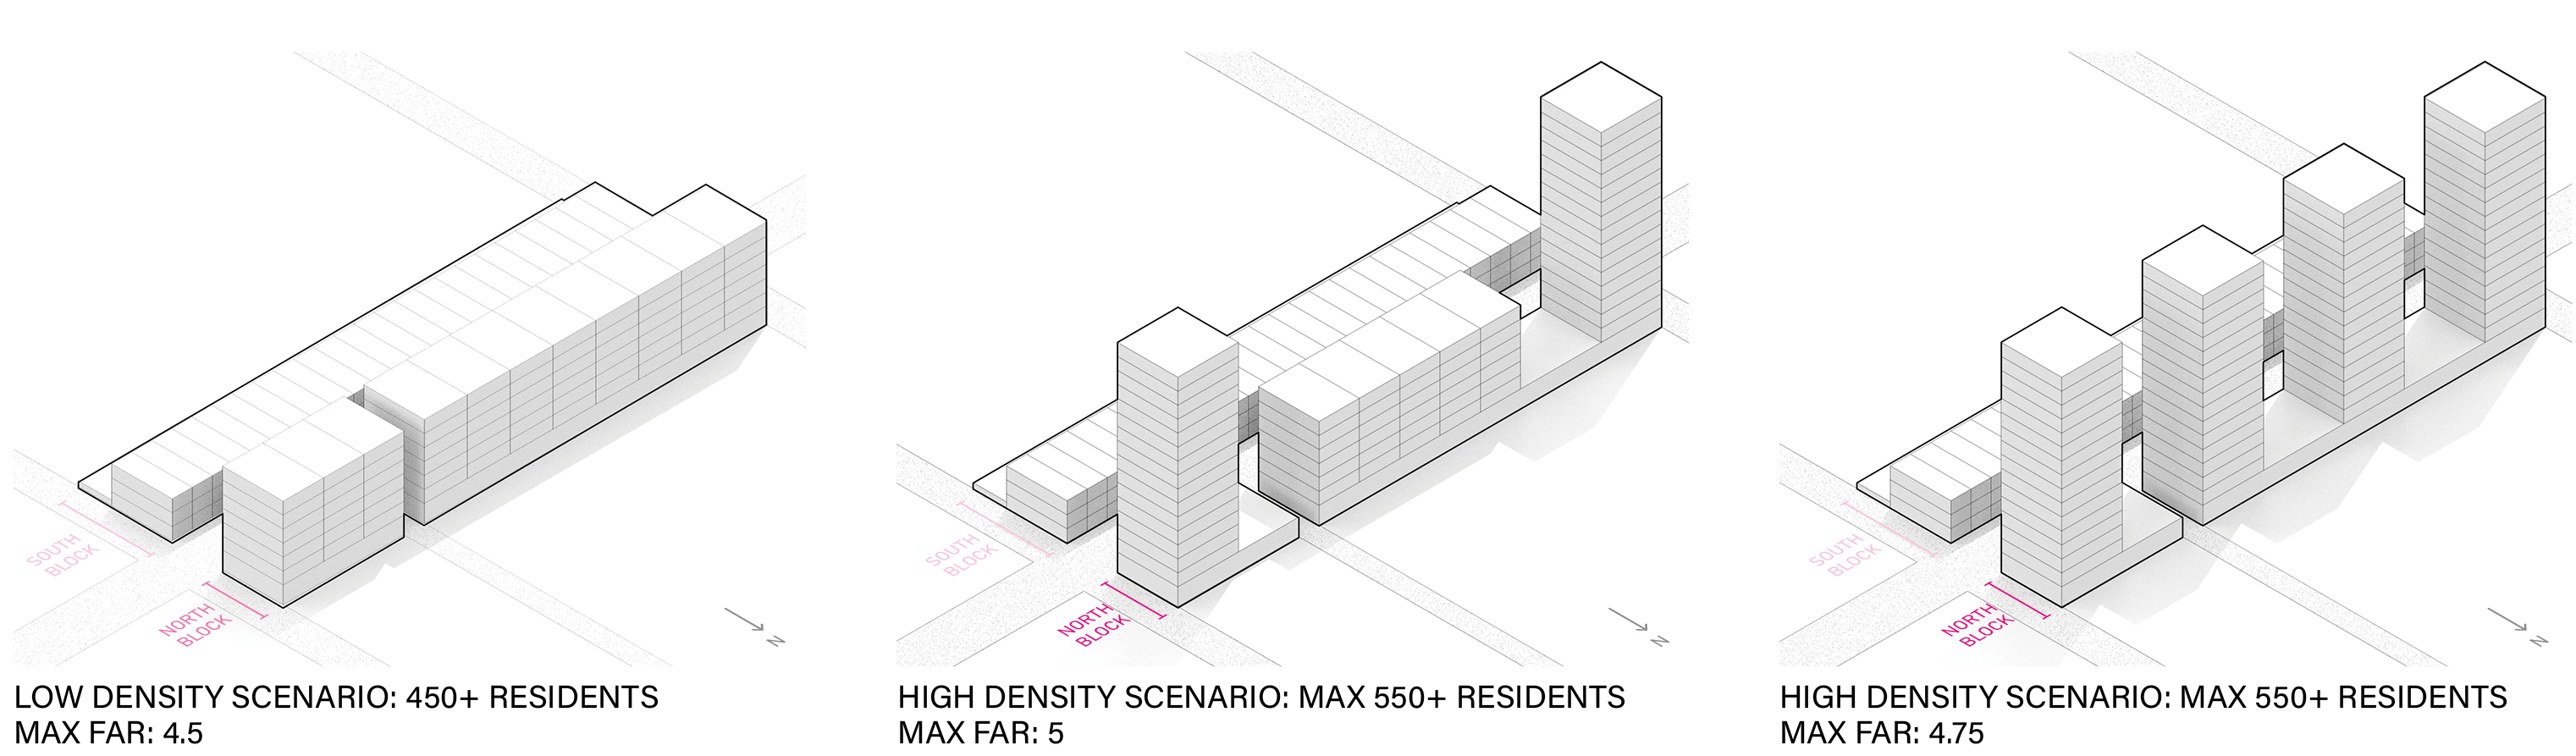 SOUTH
BLOCK
NORTH
BLOCK
N
LOW DENSITY SCENARIO: 450+ RESIDENTS
MAX FAR: 4.5
SOUTH
BLOCK
NORTH
BLOCK
N
HIGH DENSITY SCENARIO: MAX 550+ RESIDENTS
MAX FAR: 5
SOUTH
BLOCK
NORTH
BLOCK
N
HIGH DENSITY SCENARIO: MAX 550+ RESIDENTS
MAX FAR: 4.75